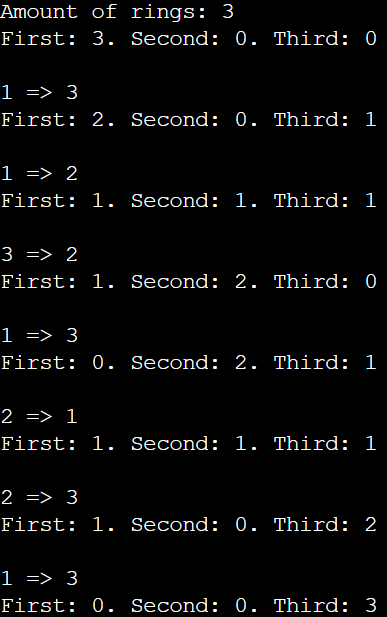 Amount of rings: 3
First: 3. Second: 0. Third: 0
1 => 3
First: 2. Second: 0. Third: 1
1 => 2
First: 1. Second: 1. Third: 1
3 => 2
First: 1. Second: 2. Third: 0
1 => 3
First: 0. Second: 2. Third: 1
2 => 1
First: 1. Second: 1. Third: 1
2 => 3
First: 1. Second: 0. Third: 2
1 => 3
First: 0. Second: 0. Third: 3